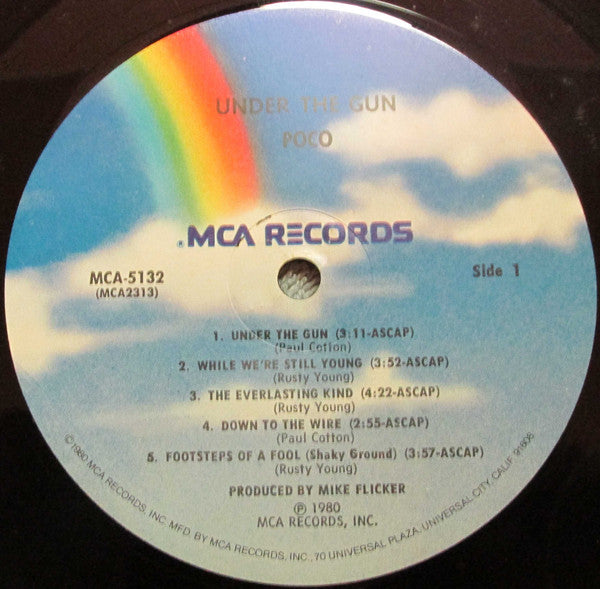 UNDER THE GUN
POCO
MCA RECORDS
MCA-5132
(MCA2313)
Side 1
1. UNDER THE GUN (3:11-ASCAP)
(Paul Cotton)
2. WHILE WE'RE STILL YOUNG (3:52-ASCAP)
(Rusty Young)
3. THE EVERLASTING KIND (4:22-ASCAP)
(Rusty Young)
4. DOWN TO THE WIRE (2:55-ASCAP)
(Paul Cotton)
5. FOOTSTEPS OF A FOOL (Shaky Ground) (3:57-ASCAP)
(Rusty Young)
PRODUCED BY MIKE FLICKER
℗ 1980
MCA RECORDS, INC.
©1980 MCA RECORDS, INC. MFD. BY MCA RECORDS, INC., 70 UNIVERSAL PLAZA, UNIVERSAL CITY, CALIF. 91608